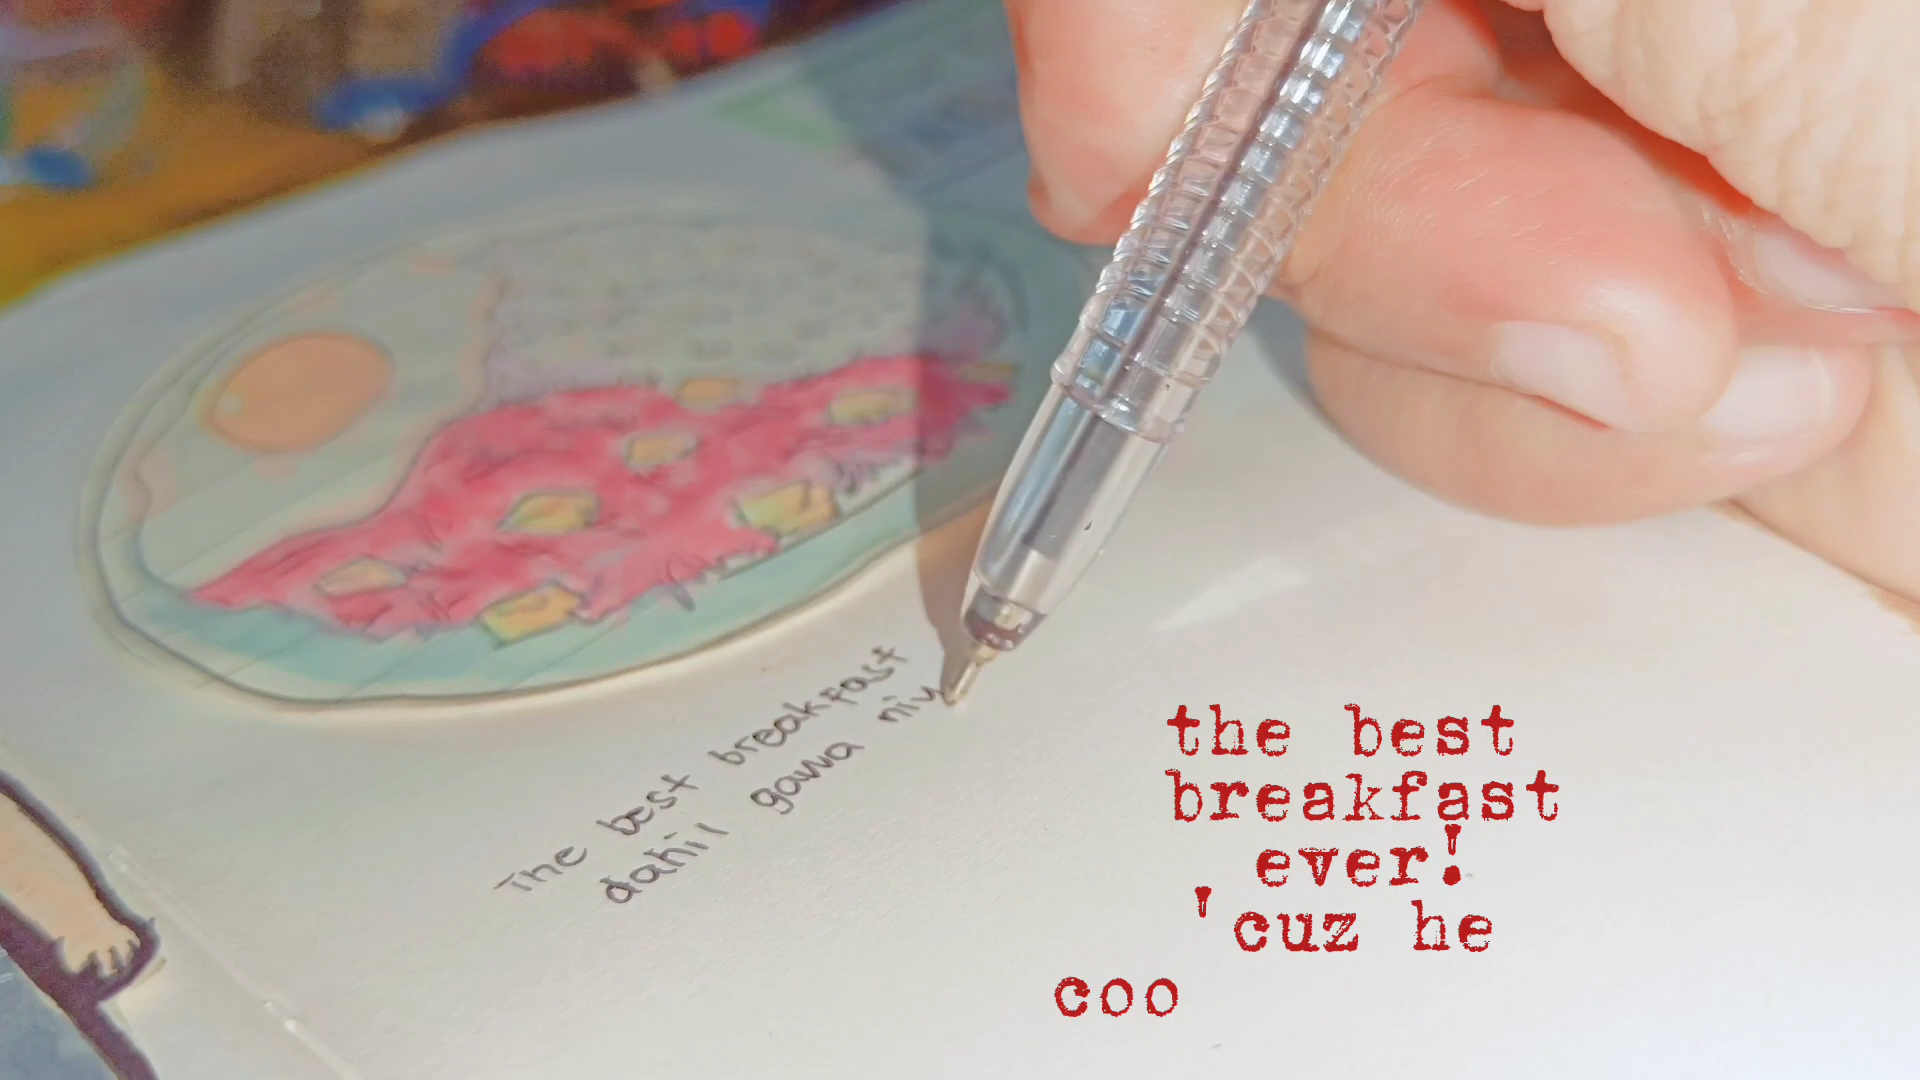 The best breakfast
dahil gawa niy
the best
breakfast
ever!
'cuz he
coo